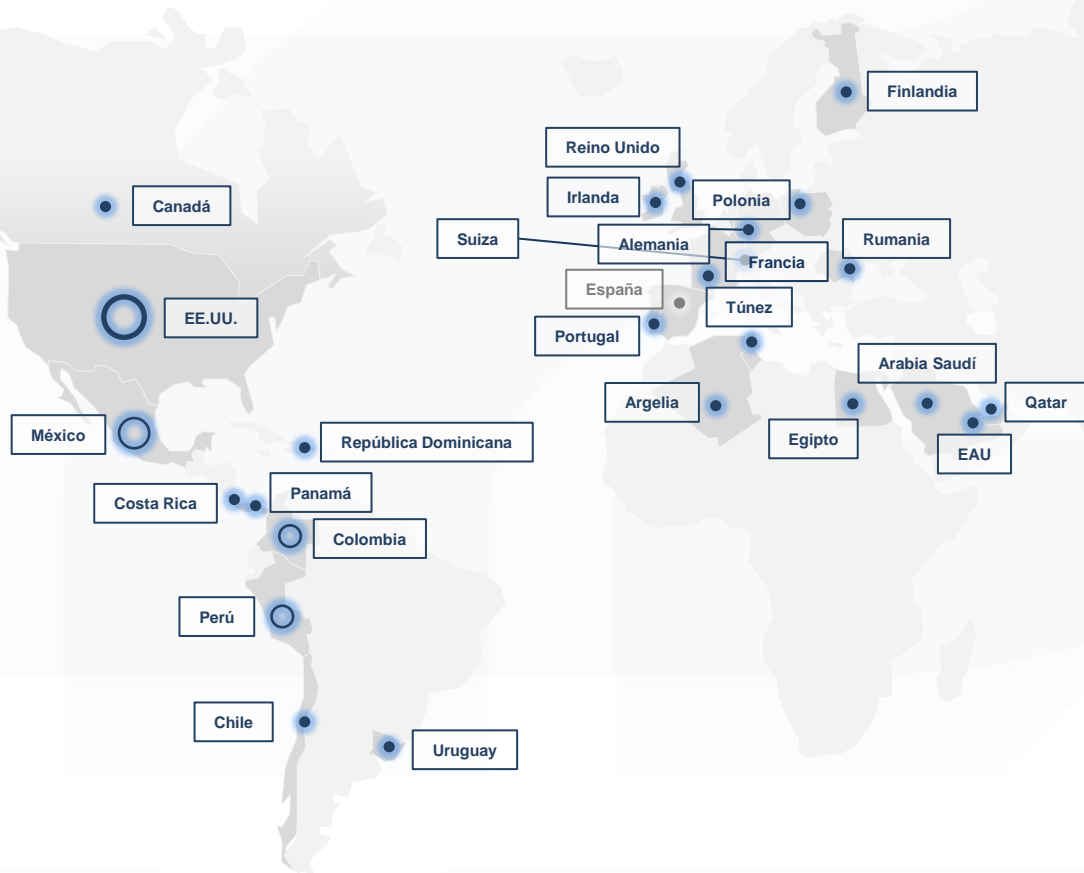 Finlandia
Reino Unido
Irlanda
Polonia
Canadá
Suiza
Alemania
Rumania
Francia
España
Túnez
EE.UU.
Portugal
Arabia Saudí
Argelia
Qatar
México
Egipto
República Dominicana
EAU
Panamá
Costa Rica
Colombia
Perú
Chile
Uruguay